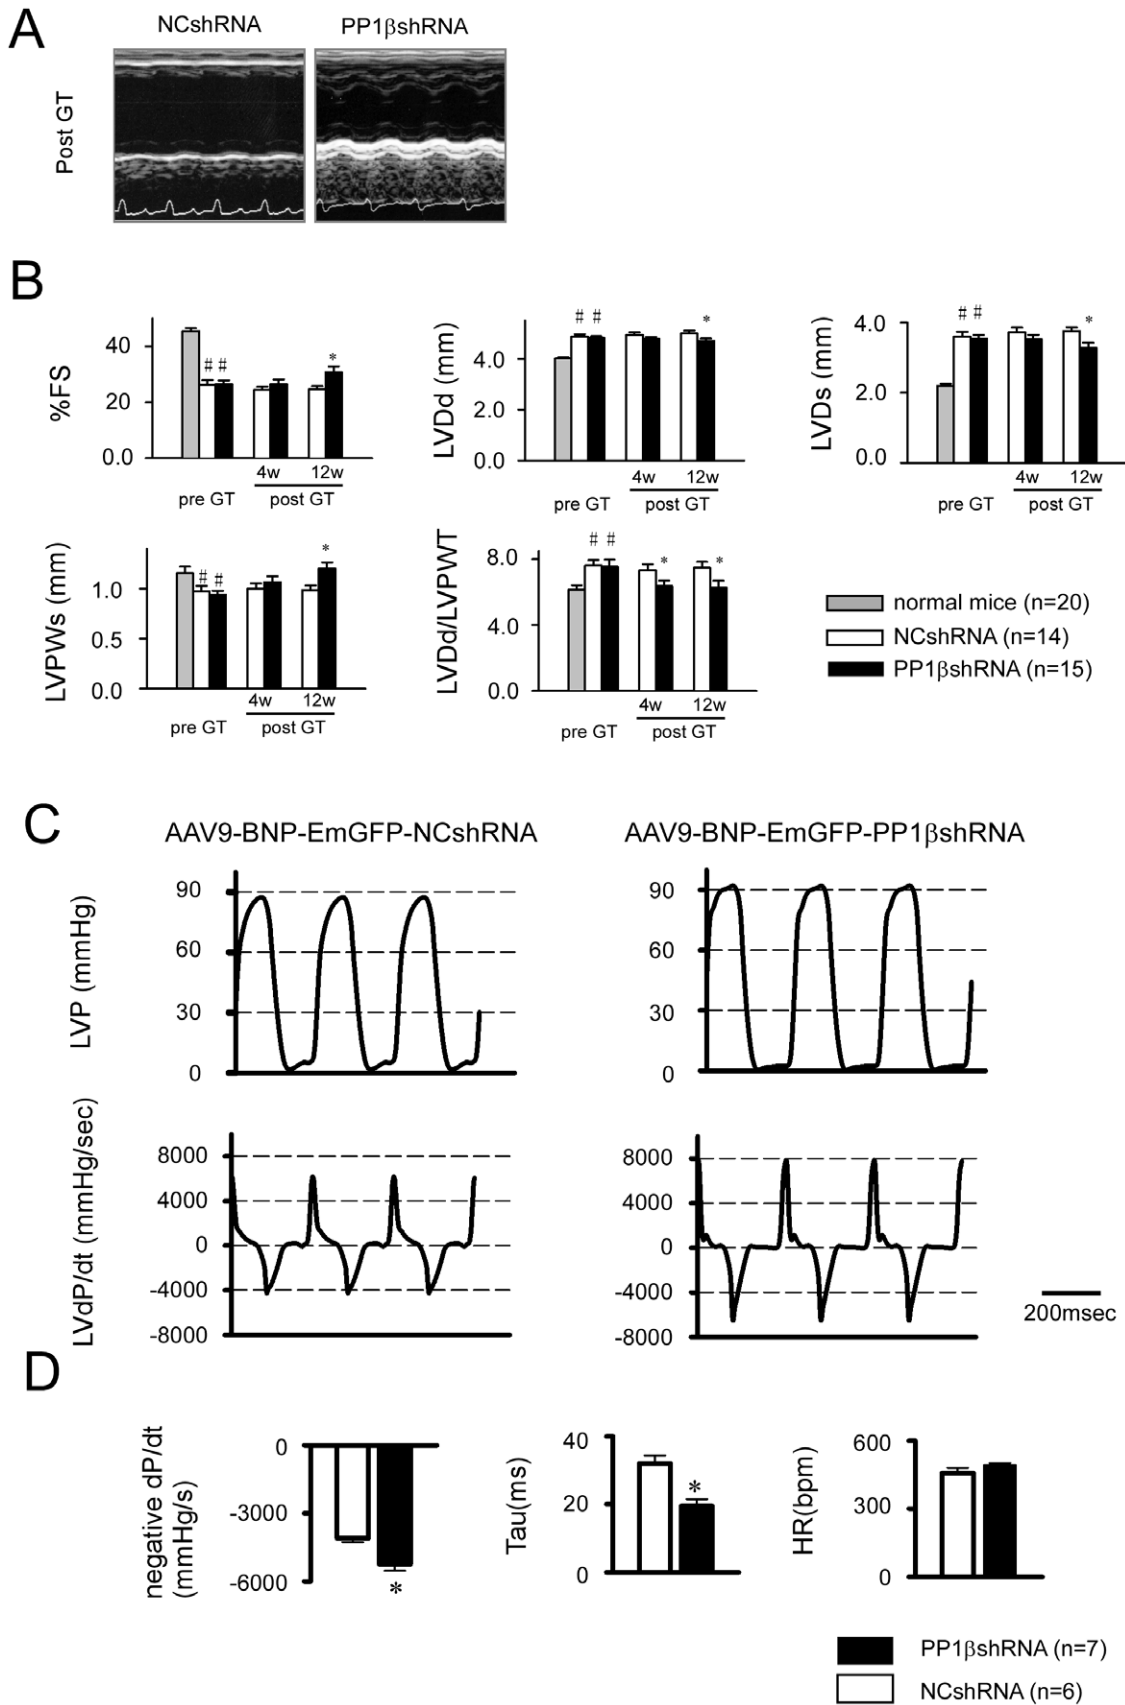 A
NCshRNA
PP1βshRNA
Post GT
B
%FS
40
20
0.0
# #
*
4w
12w
pre GT
post GT
LVDd (mm)
4.0
2.0
0.0
# #
*
4w
12w
pre GT
post GT
LVDs (mm)
4.0
2.0
0.0
# #
*
4w
12w
pre GT
post GT
LVPWs (mm)
1.0
0.5
0.0
# #
*
4w
12w
pre GT
post GT
LVDd/LVPWT
8.0
4.0
0.0
# #
*
*
4w
12w
pre GT
post GT
normal mice (n=20)
NCshRNA (n=14)
PP1βshRNA (n=15)
C
AAV9-BNP-EmGFP-NCshRNA
AAV9-BNP-EmGFP-PP1βshRNA
LVP (mmHg)
90
60
30
0
90
60
30
0
LVdP/dt (mmHg/sec)
8000
4000
0
-4000
-8000
8000
4000
0
-4000
-8000
200msec
D
negative dP/dt
(mmHg/s)
0
-3000
-6000
*
Tau(ms)
40
20
0
*
HR(bpm)
600
300
0
PP1βshRNA (n=7)
NCshRNA (n=6)